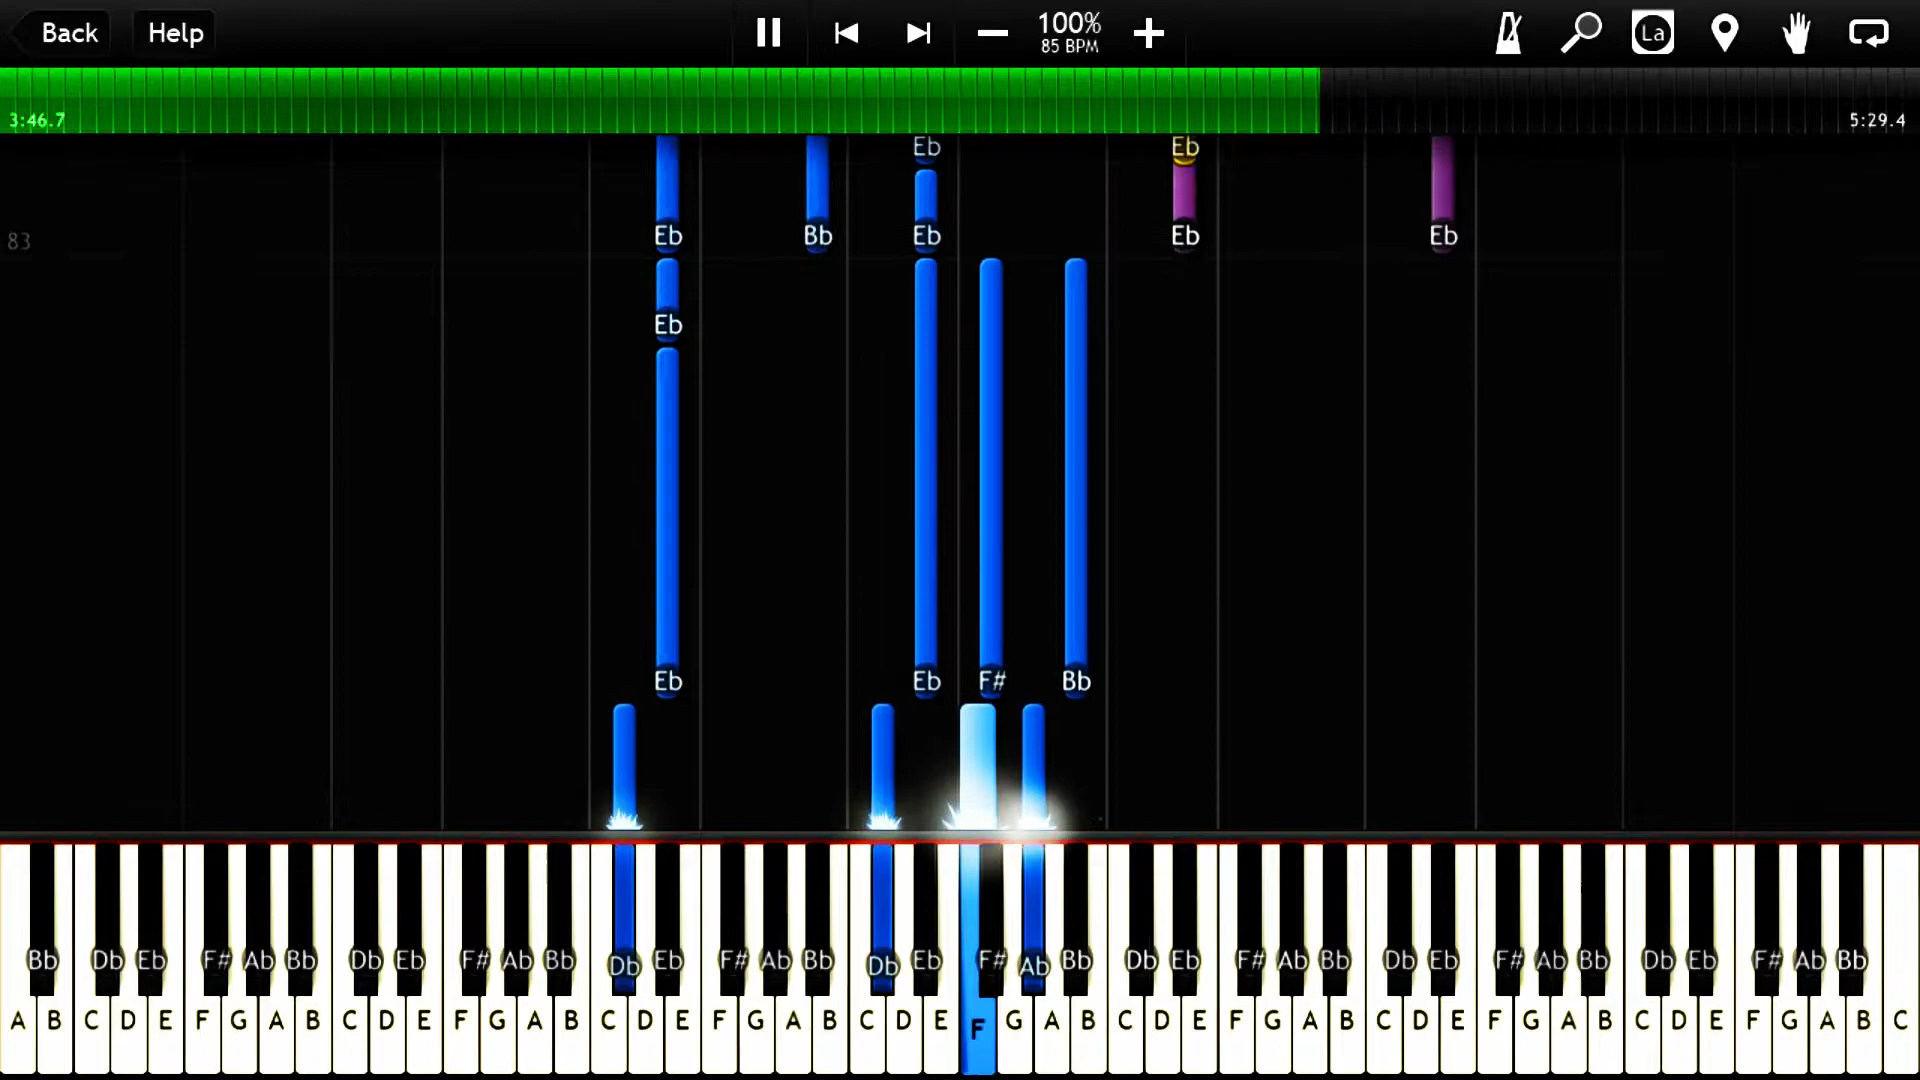 Back Help 100% La
85 BPM
3:46.7 5:29.4
Eb Eb
83 Eb Bb Eb Eb Eb
Eb
Eb Eb F# Bb
Bb Db Eb F# Ab Bb Db Eb F# Ab Bb Db Eb F# Ab Bb Db Eb F# Ab Bb Db Eb F# Ab Bb Db Eb F# Ab Bb Db Eb F# Ab Bb
A B C D E F G A B C D E F G A B C D E F G A B C D E F G A B C D E F G A B C D E F G A B C D E F G A B C